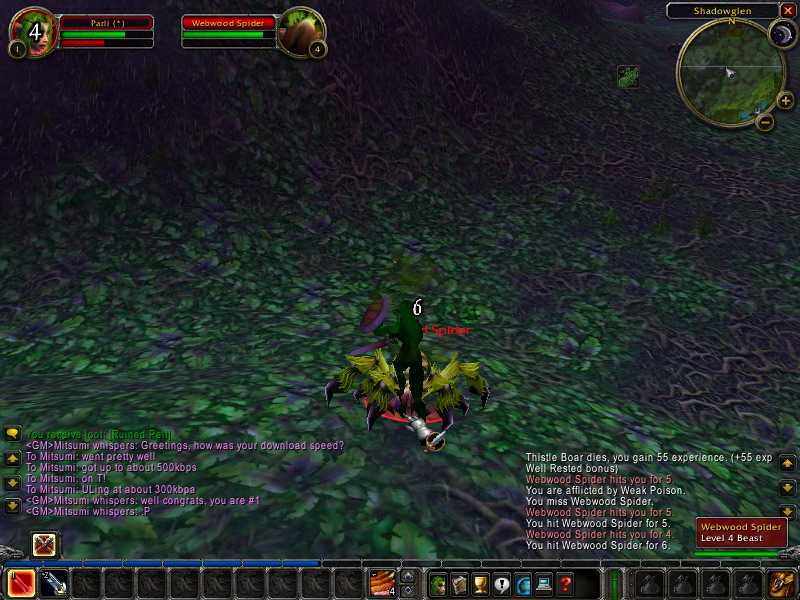 Parli (*)
4
1
Webwood Spider
4
Shadowglen
N
6
d Spider
You receive loot: [Ruined Pelt]
<GM>Mitsumi whispers: Greetings, how was your download speed?
To Mitsumi: went pretty well
To Mitsumi: got up to about 500kbps
To Mitsumi: on T!
To Mitsumi: ULing at about 300kbpa
<GM>Mitsumi whispers: well congrats, you are #1
<GM>Mitsumi whispers: :P
Thistle Boar dies, you gain 55 experience. (+55 exp
Well Rested bonus)
Webwood Spider hits you for 5.
You are afflicted by Weak Poison.
You miss Webwood Spider.
Webwood Spider hits you for 5.
You hit Webwood Spider for 5.
Webwood Spider hits you for 4.
You hit Webwood Spider for 6.
Webwood Spider
Level 4 Beast
4